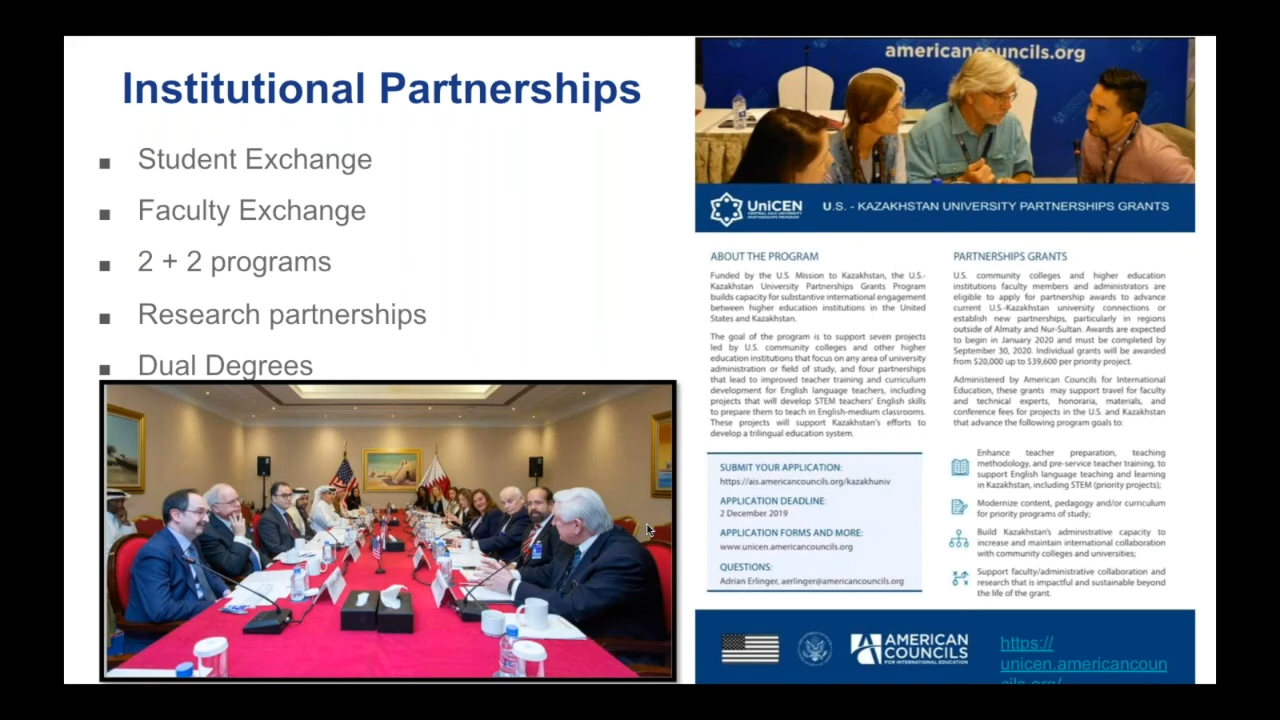 Institutional Partnerships
▪ Student Exchange
▪ Faculty Exchange
▪ 2 + 2 programs
▪ Research partnerships
▪ Dual Degrees
americancouncils.org
UniCEN
CENTRAL ASIA UNIVERSITY
PARTNERSHIPS PROGRAM
U.S. - KAZAKHSTAN UNIVERSITY PARTNERSHIPS GRANTS
ABOUT THE PROGRAM
Funded by the U.S. Mission to Kazakhstan, the U.S.-
Kazakhstan University Partnerships Grants Program
builds capacity for substantive international engagement
between higher education institutions in the United
States and Kazakhstan.
The goal of the program is to support seven projects
led by U.S. community colleges and other higher
education institutions that focus on any area of university
administration or field of study, and four partnerships
that lead to improved teacher training and curriculum
development for English language teachers, including
projects that will develop STEM teachers' English skills
to prepare them to teach in English-medium classrooms.
These projects will support Kazakhstan's efforts to
develop a trilingual education system.
SUBMIT YOUR APPLICATION:
https://ais.americancouncils.org/kazakhuniv
APPLICATION DEADLINE:
2 December 2019
APPLICATION FORMS AND MORE:
www.unicen.americancouncils.org
QUESTIONS:
Adrian Erlinger, aerlinger@americancouncils.org
PARTNERSHIPS GRANTS
U.S. community colleges and higher education
institutions faculty members and administrators are
eligible to apply for partnership awards to advance
current U.S.-Kazakhstan university connections or
establish new partnerships, particularly in regions
outside of Almaty and Nur-Sultan. Awards are expected
to begin in January 2020 and must be completed by
September 30, 2020. Individual grants will be awarded
from $20,000 up to $39,600 per priority project.
Administered by American Councils for International
Education, these grants may support travel for faculty
and technical experts, honoraria, materials, and
conference fees for projects in the U.S. and Kazakhstan
that advance the following program goals to:
Enhance teacher preparation, teaching
methodology, and pre-service teacher training, to
support English language teaching and learning
in Kazakhstan, including STEM (priority projects);
Modernize content, pedagogy and/or curriculum
for priority programs of study;
Build Kazakhstan's administrative capacity to
increase and maintain international collaboration
with community colleges and universities;
Support faculty/administrative collaboration and
research that is impactful and sustainable beyond
the life of the grant.
AMERICAN
COUNCILS
FOR INTERNATIONAL EDUCATION
https://
unicen.americancoun
cils.org/